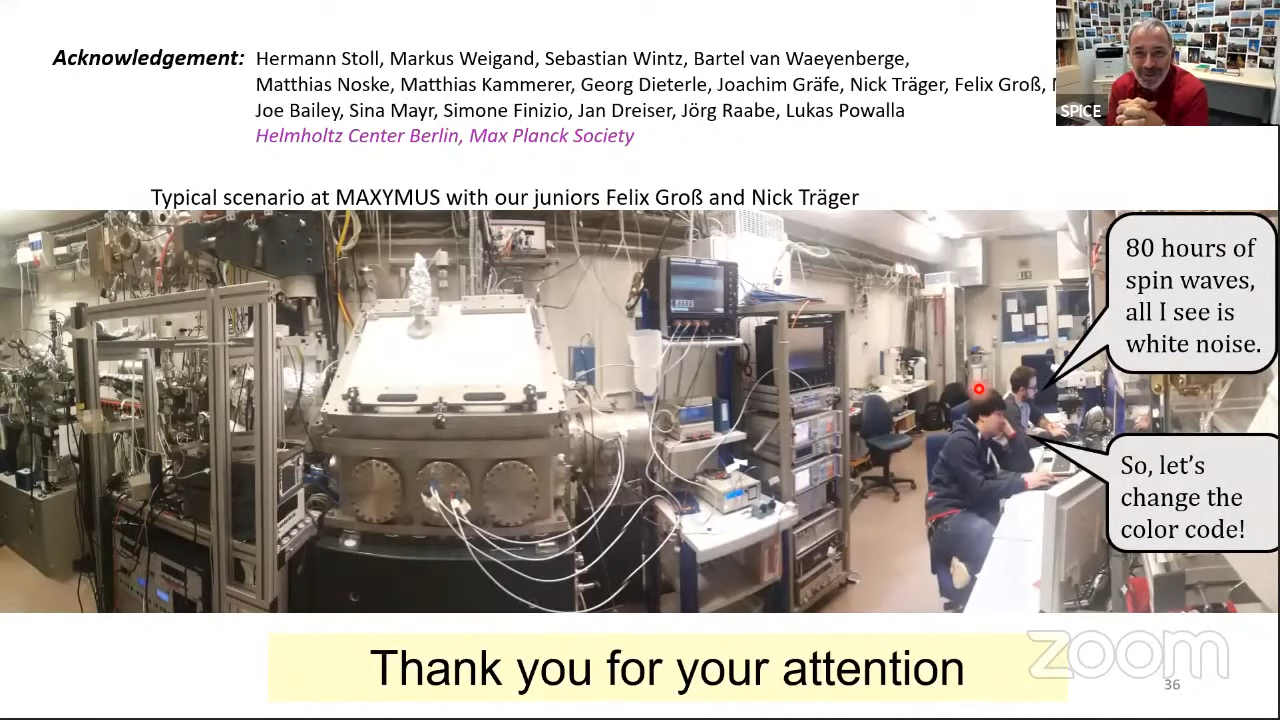 Acknowledgement: Hermann Stoll, Markus Weigand, Sebastian Wintz, Bartel van Waeyenberge,
Matthias Noske, Matthias Kammerer, Georg Dieterle, Joachim Gräfe, Nick Träger, Felix Groß,
Joe Bailey, Sina Mayr, Simone Finizio, Jan Dreiser, Jörg Raabe, Lukas Powalla
Helmholtz Center Berlin, Max Planck Society
SPICE
Typical scenario at MAXYMUS with our juniors Felix Groß and Nick Träger
80 hours of
spin waves,
all I see is
white noise.
So, let's
change the
color code!
Thank you for your attention
zoom
36